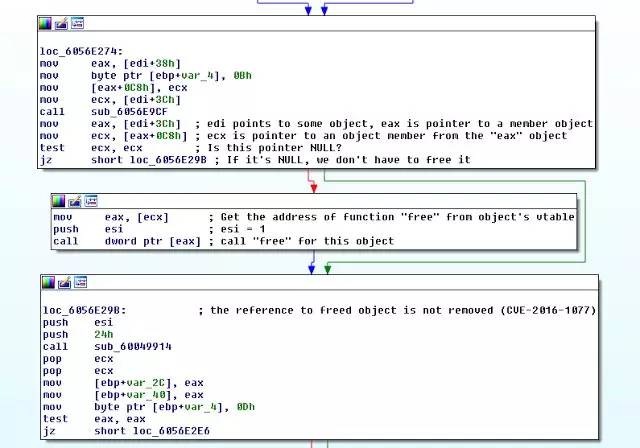 loc_6056E274:
mov eax, [edi+38h]
mov byte ptr [ebp+var_4], 0Bh
mov [eax+0C8h], ecx
mov ecx, [edi+3Ch]
call sub_6056E9CF
mov eax, [edi+3Ch] ; edi points to some object, eax is pointer to a member object
mov ecx, [eax+0C8h] ; ecx is pointer to an object member from the "eax" object
test ecx, ecx ; Is this pointer NULL?
jz short loc_6056E29B ; If it's NULL, we don't have to free it
mov eax, [ecx] ; Get the address of function "free" from object's vtable
push esi ; esi = 1
call dword ptr [eax] ; call "free" for this object
loc_6056E29B: ; the reference to freed object is not removed (CVE-2016-1077)
push esi
push 24h
call sub_60049914
pop ecx
pop ecx
mov [ebp+var_2C], eax
mov [ebp+var_40], eax
mov byte ptr [ebp+var_4], 0Dh
test eax, eax
jz short loc_6056E2E6